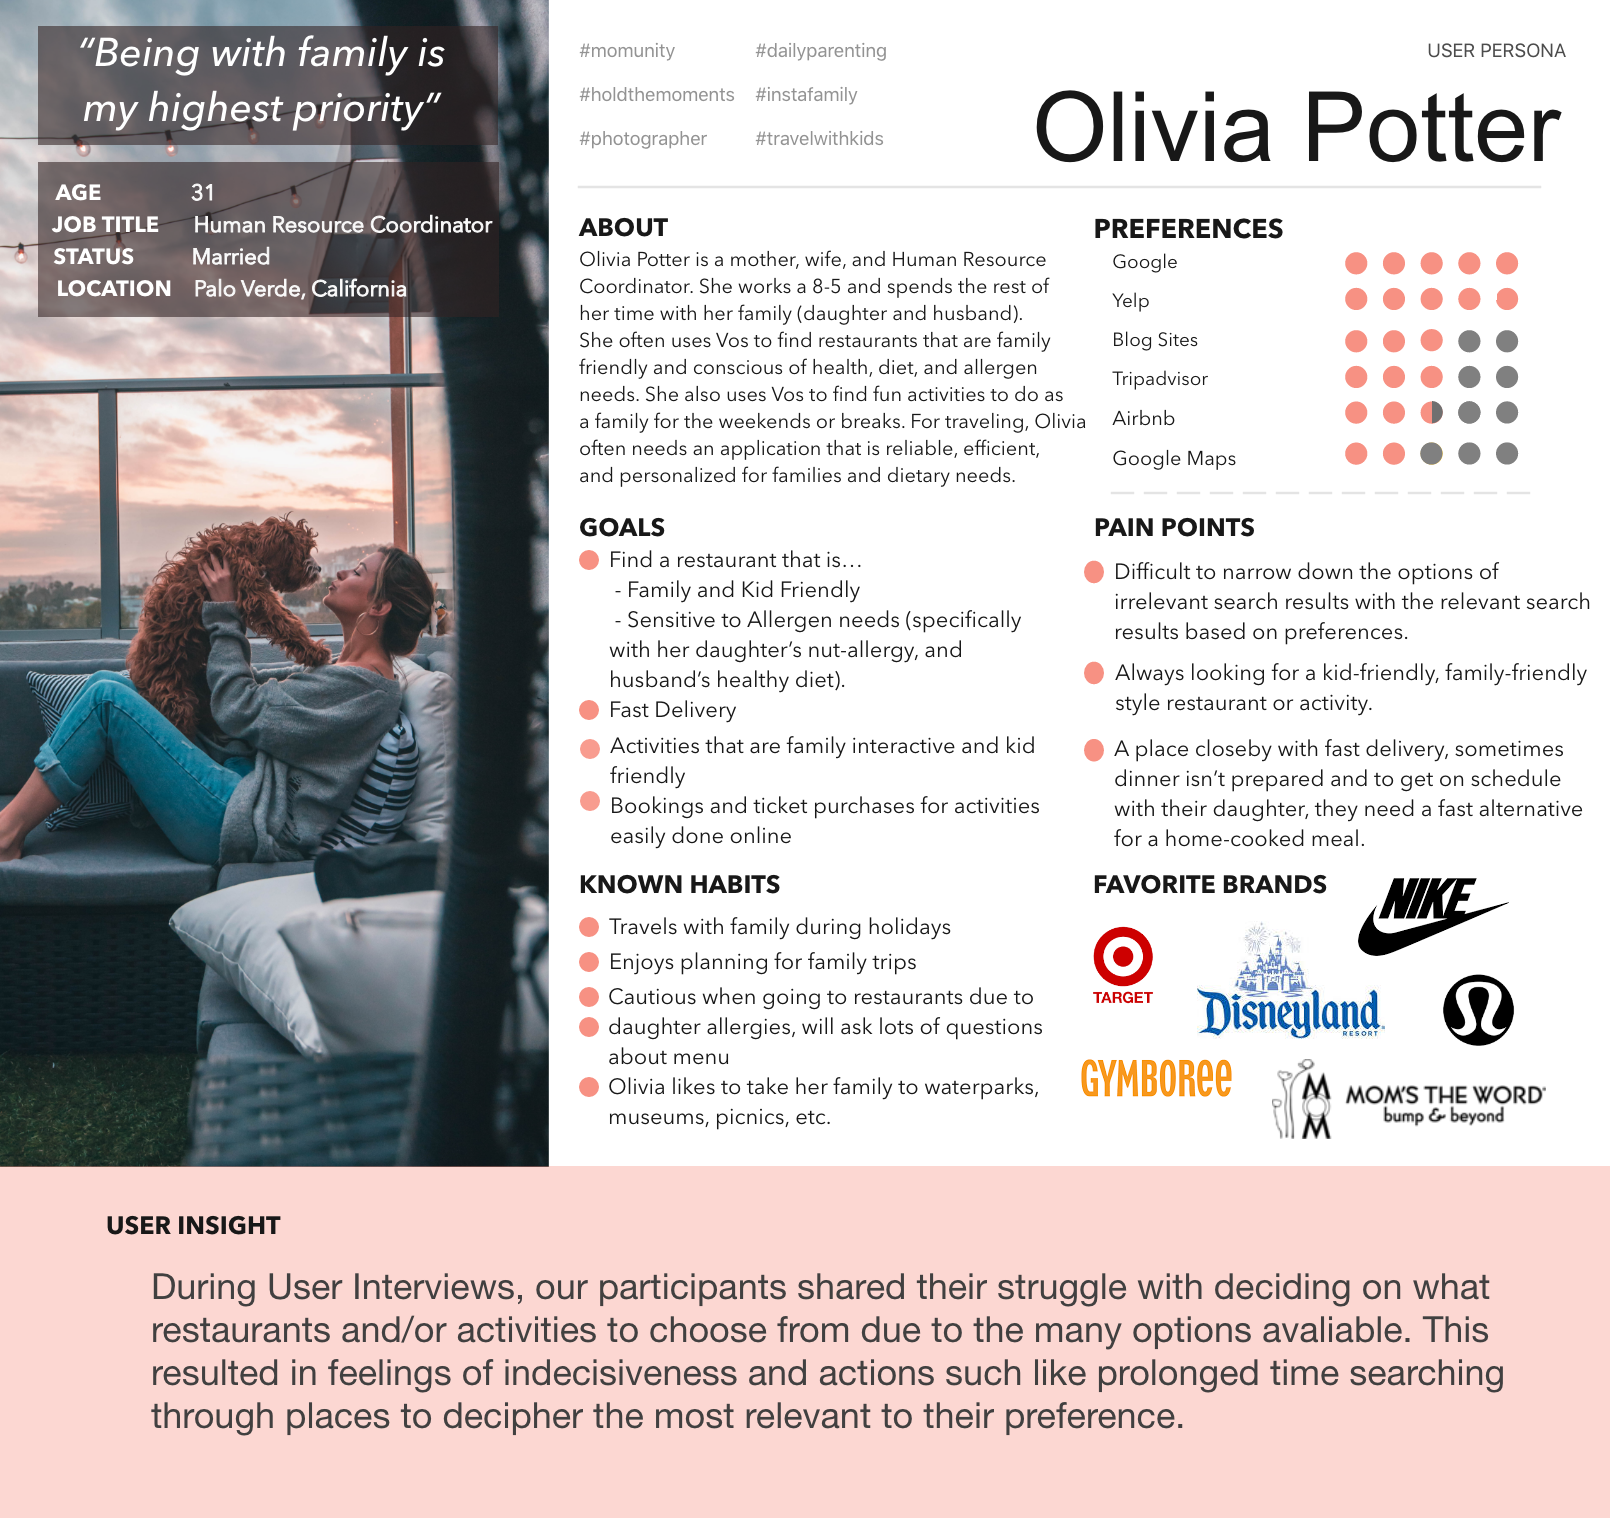 “Being with family is
my highest priority”
AGE 31
JOB TITLE Human Resource Coordinator
STATUS Married
LOCATION Palo Verde, California
#momunity #dailyparenting
#holdthemoments #instafamily
#photographer #travelwithkids
USER PERSONA
Olivia Potter
ABOUT
Olivia Potter is a mother, wife, and Human Resource
Coordinator. She works a 8-5 and spends the rest of
her time with her family (daughter and husband).
She often uses Vos to find restaurants that are family
friendly and conscious of health, diet, and allergen
needs. She also uses Vos to find fun activities to do as
a family for the weekends or breaks. For traveling, Olivia
often needs an application that is reliable, efficient,
and personalized for families and dietary needs.
PREFERENCES
Google
Yelp
Blog Sites
Tripadvisor
Airbnb
Google Maps
GOALS
Find a restaurant that is…
- Family and Kid Friendly
- Sensitive to Allergen needs (specifically
with her daughter’s nut-allergy, and
husband’s healthy diet).
Fast Delivery
Activities that are family interactive and kid
friendly
Bookings and ticket purchases for activities
easily done online
PAIN POINTS
Difficult to narrow down the options of
irrelevant search results with the relevant search
results based on preferences.
Always looking for a kid-friendly, family-friendly
style restaurant or activity.
A place closeby with fast delivery, sometimes
dinner isn’t prepared and to get on schedule
with their daughter, they need a fast alternative
for a home-cooked meal.
KNOWN HABITS
Travels with family during holidays
Enjoys planning for family trips
Cautious when going to restaurants due to
daughter allergies, will ask lots of questions
about menu
Olivia likes to take her family to waterparks,
museums, picnics, etc.
FAVORITE BRANDS
NIKE
TARGET
Disneyland
RESORT
GYMBOREE
MOM
MOM'S THE WORD
bump & beyond
USER INSIGHT
During User Interviews, our participants shared their struggle with deciding on what
restaurants and/or activities to choose from due to the many options avaliable. This
resulted in feelings of indecisiveness and actions such like prolonged time searching
through places to decipher the most relevant to their preference.